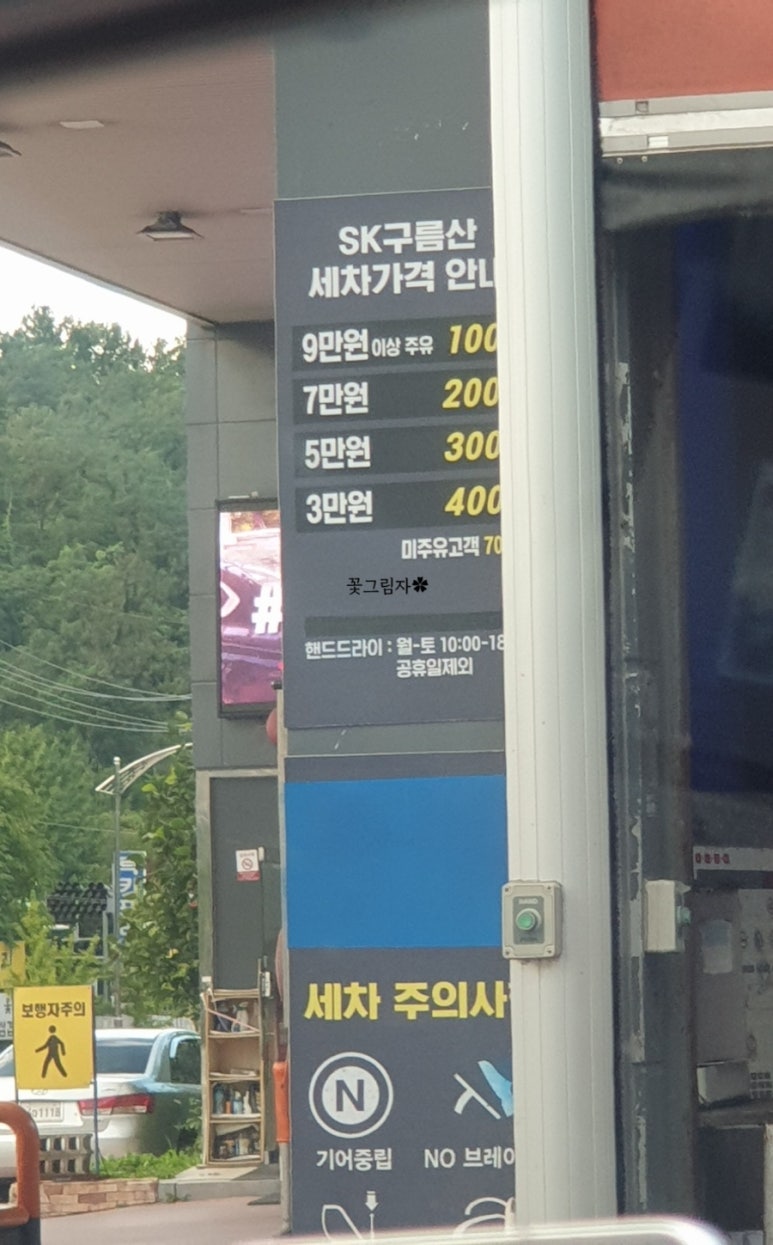 SK구름산
세차가격 안
9만원 이상 주유 100
7만원 200
5만원 300
3만원 400
미주유고객 70
꽃그림자✽
핸드드라이 : 월-토 10:00-18
공휴일제외
세차 주의사
N
기어중립 NO 브레이
보행자주의
#
HAND